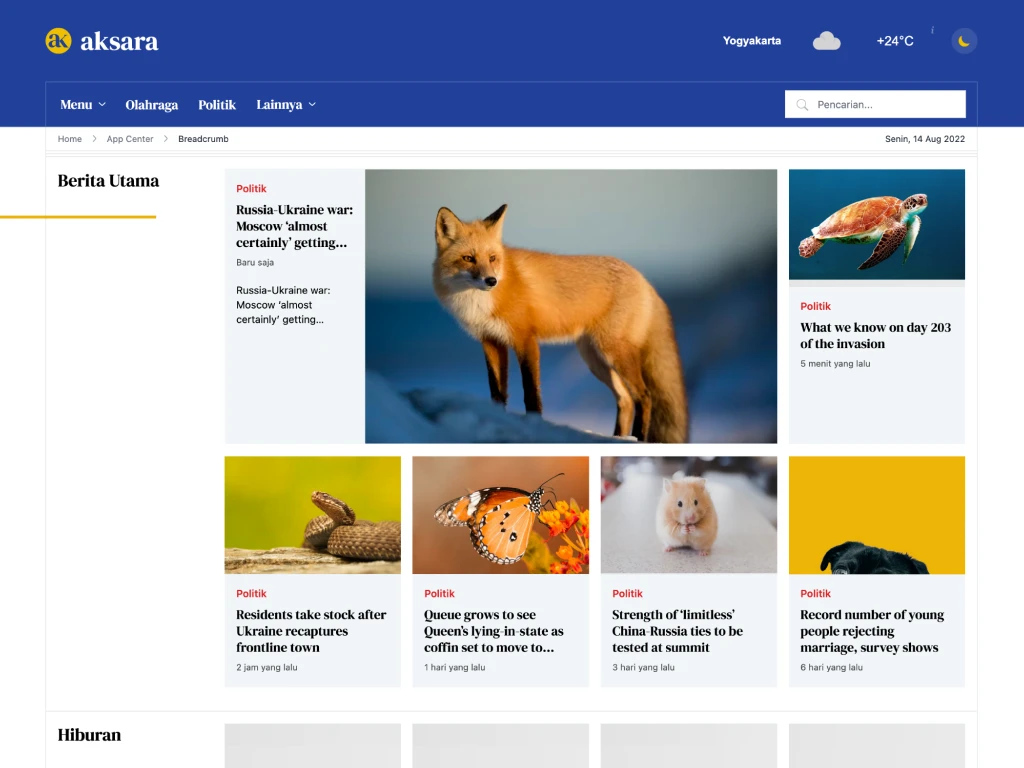 ak aksara
Yogyakarta
+24°C
i
Menu
Olahraga
Politik
Lainnya
Pencarian...
Home
App Center
Breadcrumb
Senin, 14 Aug 2022
Berita Utama
Politik
Russia-Ukraine war:
Moscow ‘almost
certainly’ getting...
Baru saja
Russia-Ukraine war:
Moscow ‘almost
certainly’ getting...
Politik
What we know on day 203
of the invasion
5 menit yang lalu
Politik
Residents take stock after
Ukraine recaptures
frontline town
2 jam yang lalu
Politik
Queue grows to see
Queen’s lying-in-state as
coffin set to move to...
1 hari yang lalu
Politik
Strength of ‘limitless’
China-Russia ties to be
tested at summit
3 hari yang lalu
Politik
Record number of young
people rejecting
marriage, survey shows
6 hari yang lalu
Hiburan